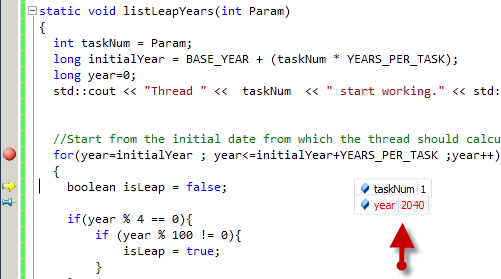 static void listLeapYears(int Param)
{
int taskNum = Param;
long initialYear = BASE_YEAR + (taskNum * YEARS_PER_TASK);
long year=0;
std::cout << "Thread " << taskNum << " start working." << std:
//Start from the initial date from which the thread should calcu
for(year=initialYear ; year<=initialYear+YEARS_PER_TASK ;year++)
{
boolean isLeap = false;
taskNum 1
year 2040
if(year % 4 == 0){
if (year % 100 != 0){
isLeap = true;
}